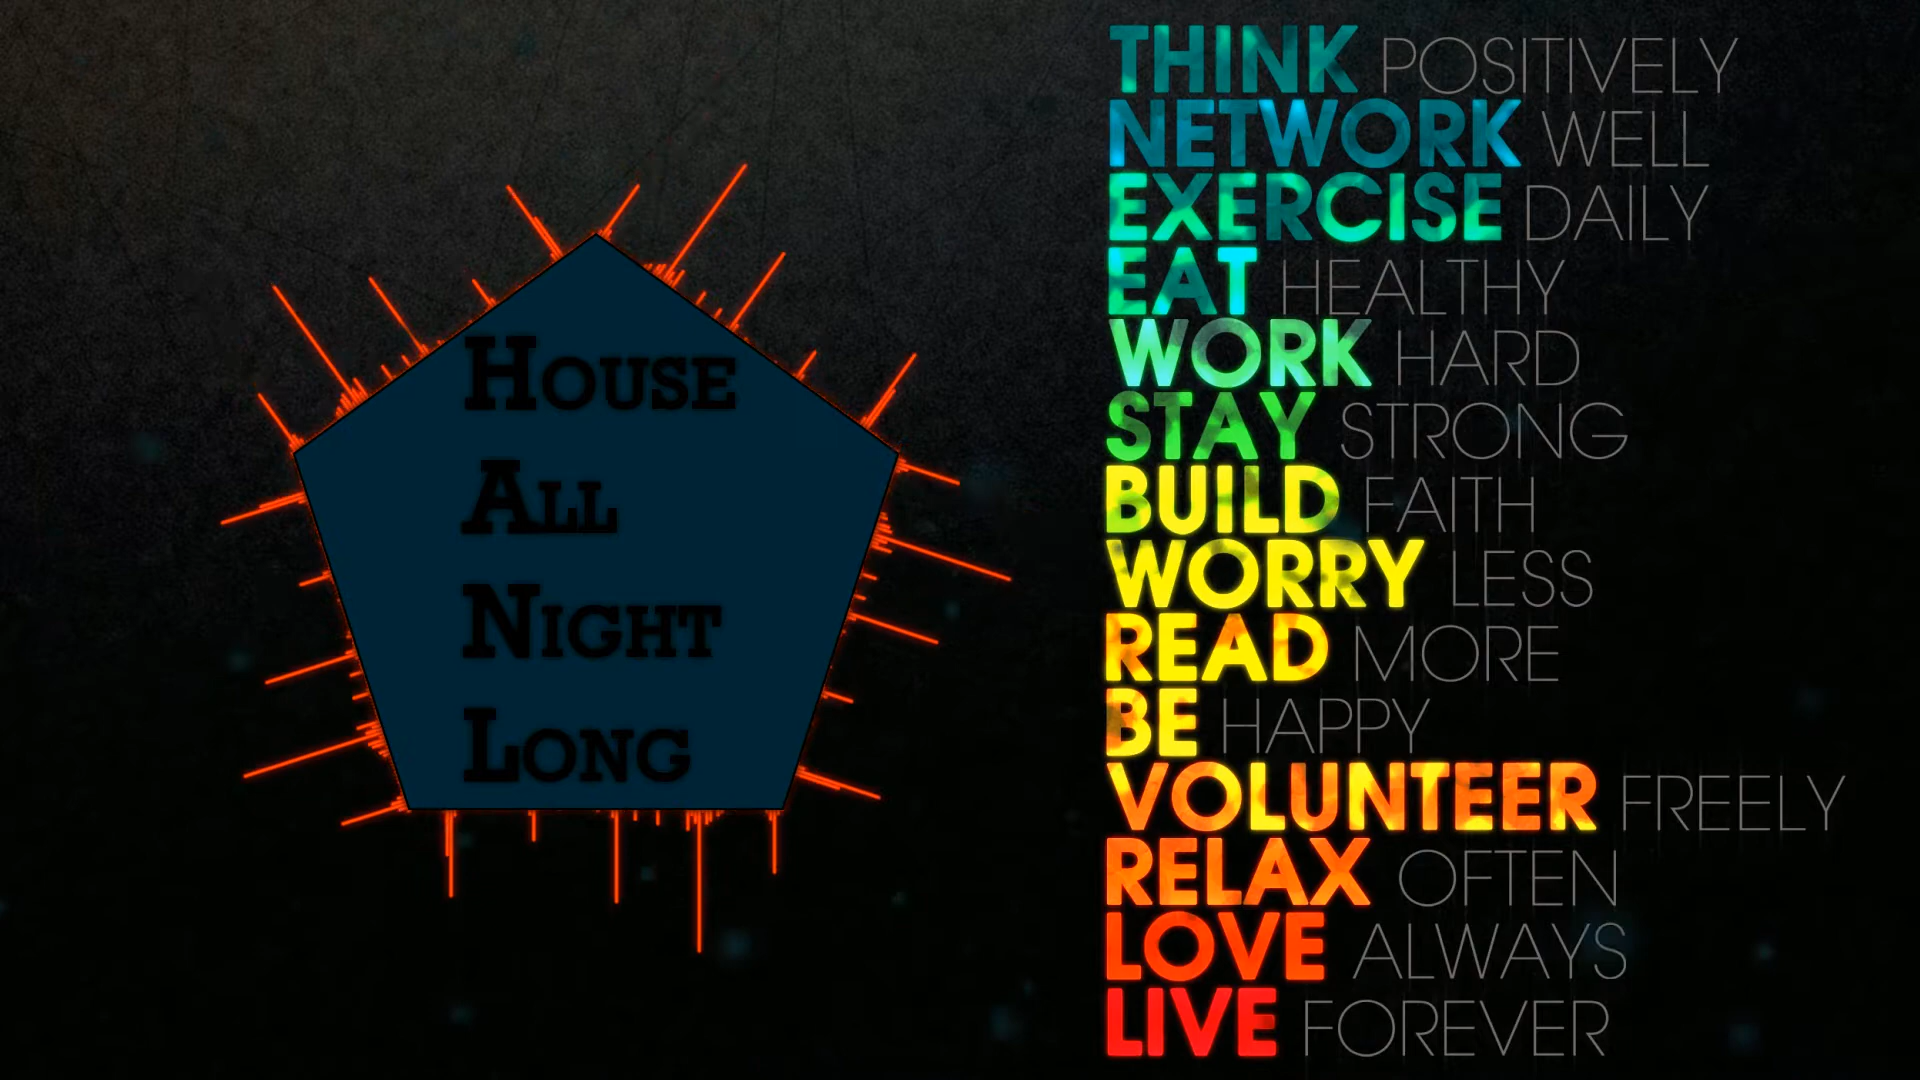 House
All
Night
Long
THINK POSITIVELY
NETWORK WELL
EXERCISE DAILY
EAT HEALTHY
WORK HARD
STAY STRONG
BUILD FAITH
WORRY LESS
READ MORE
BE HAPPY
VOLUNTEER FREELY
RELAX OFTEN
LOVE ALWAYS
LIVE FOREVER